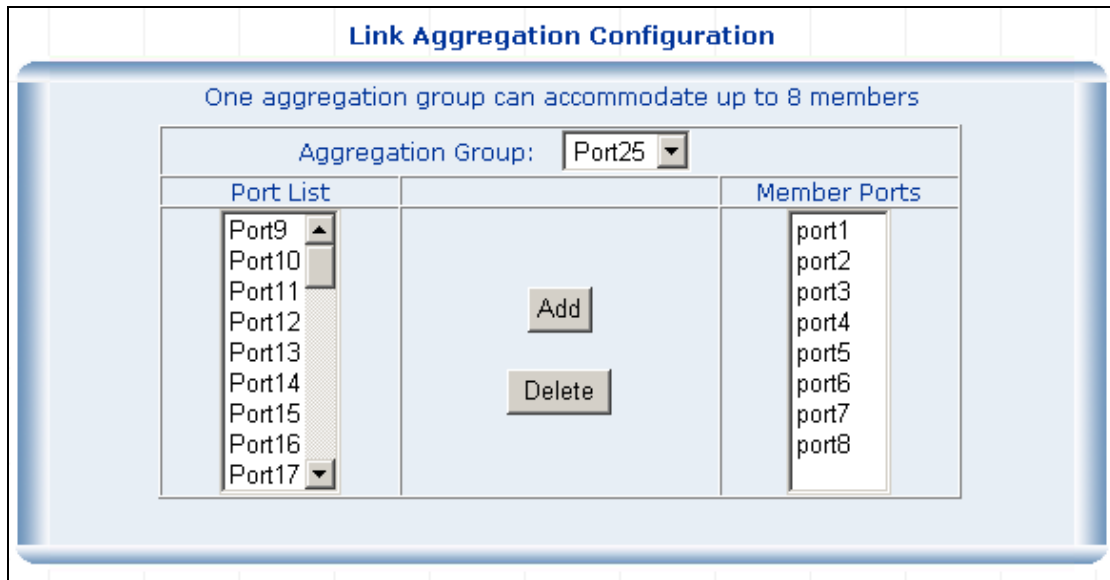 Link Aggregation Configuration
One aggregation group can accommodate up to 8 members
Aggregation Group: Port25
Port List Member Ports
Port9
Port10
Port11
Port12
Port13
Port14
Port15
Port16
Port17
Add
Delete
port1
port2
port3
port4
port5
port6
port7
port8